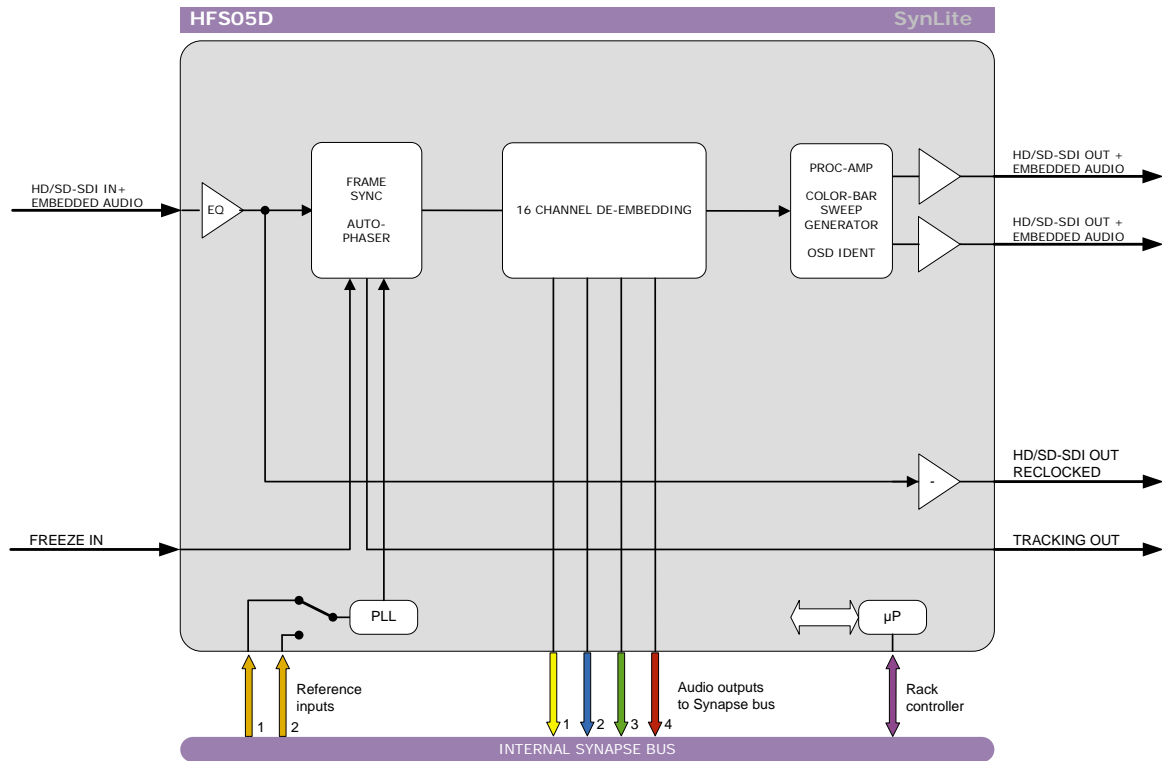 HFS05D
SynLite
HD/SD-SDI IN+
EMBEDDED AUDIO
EQ
FRAME
SYNC
AUTO-
PHASER
16 CHANNEL DE-EMBEDDING
PROC-AMP
COLOR-BAR
SWEEP
GENERATOR
OSD IDENT
HD/SD-SDI OUT +
EMBEDDED AUDIO
HD/SD-SDI OUT +
EMBEDDED AUDIO
-
HD/SD-SDI OUT
RECLOCKED
FREEZE IN
TRACKING OUT
PLL
µP
Reference
inputs
1
2
1
2
3
4
Audio outputs
to Synapse bus
Rack
controller
INTERNAL SYNAPSE BUS